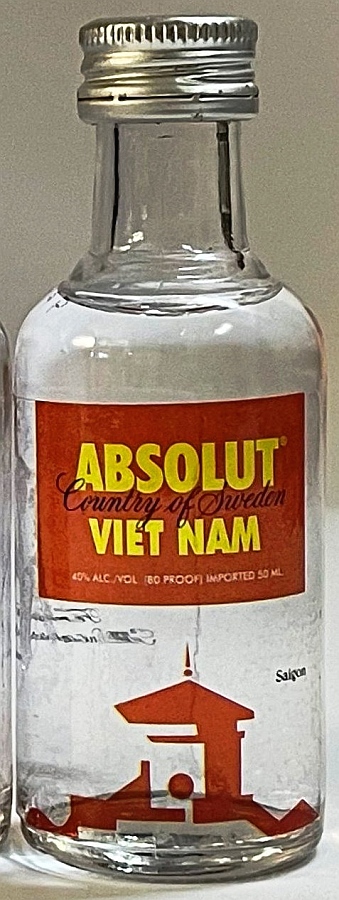 ABSOLUT®
Country of Sweden
VIET NAM
40% ALC./VOL. (80 PROOF) IMPORTED 50 ML.
Saigon